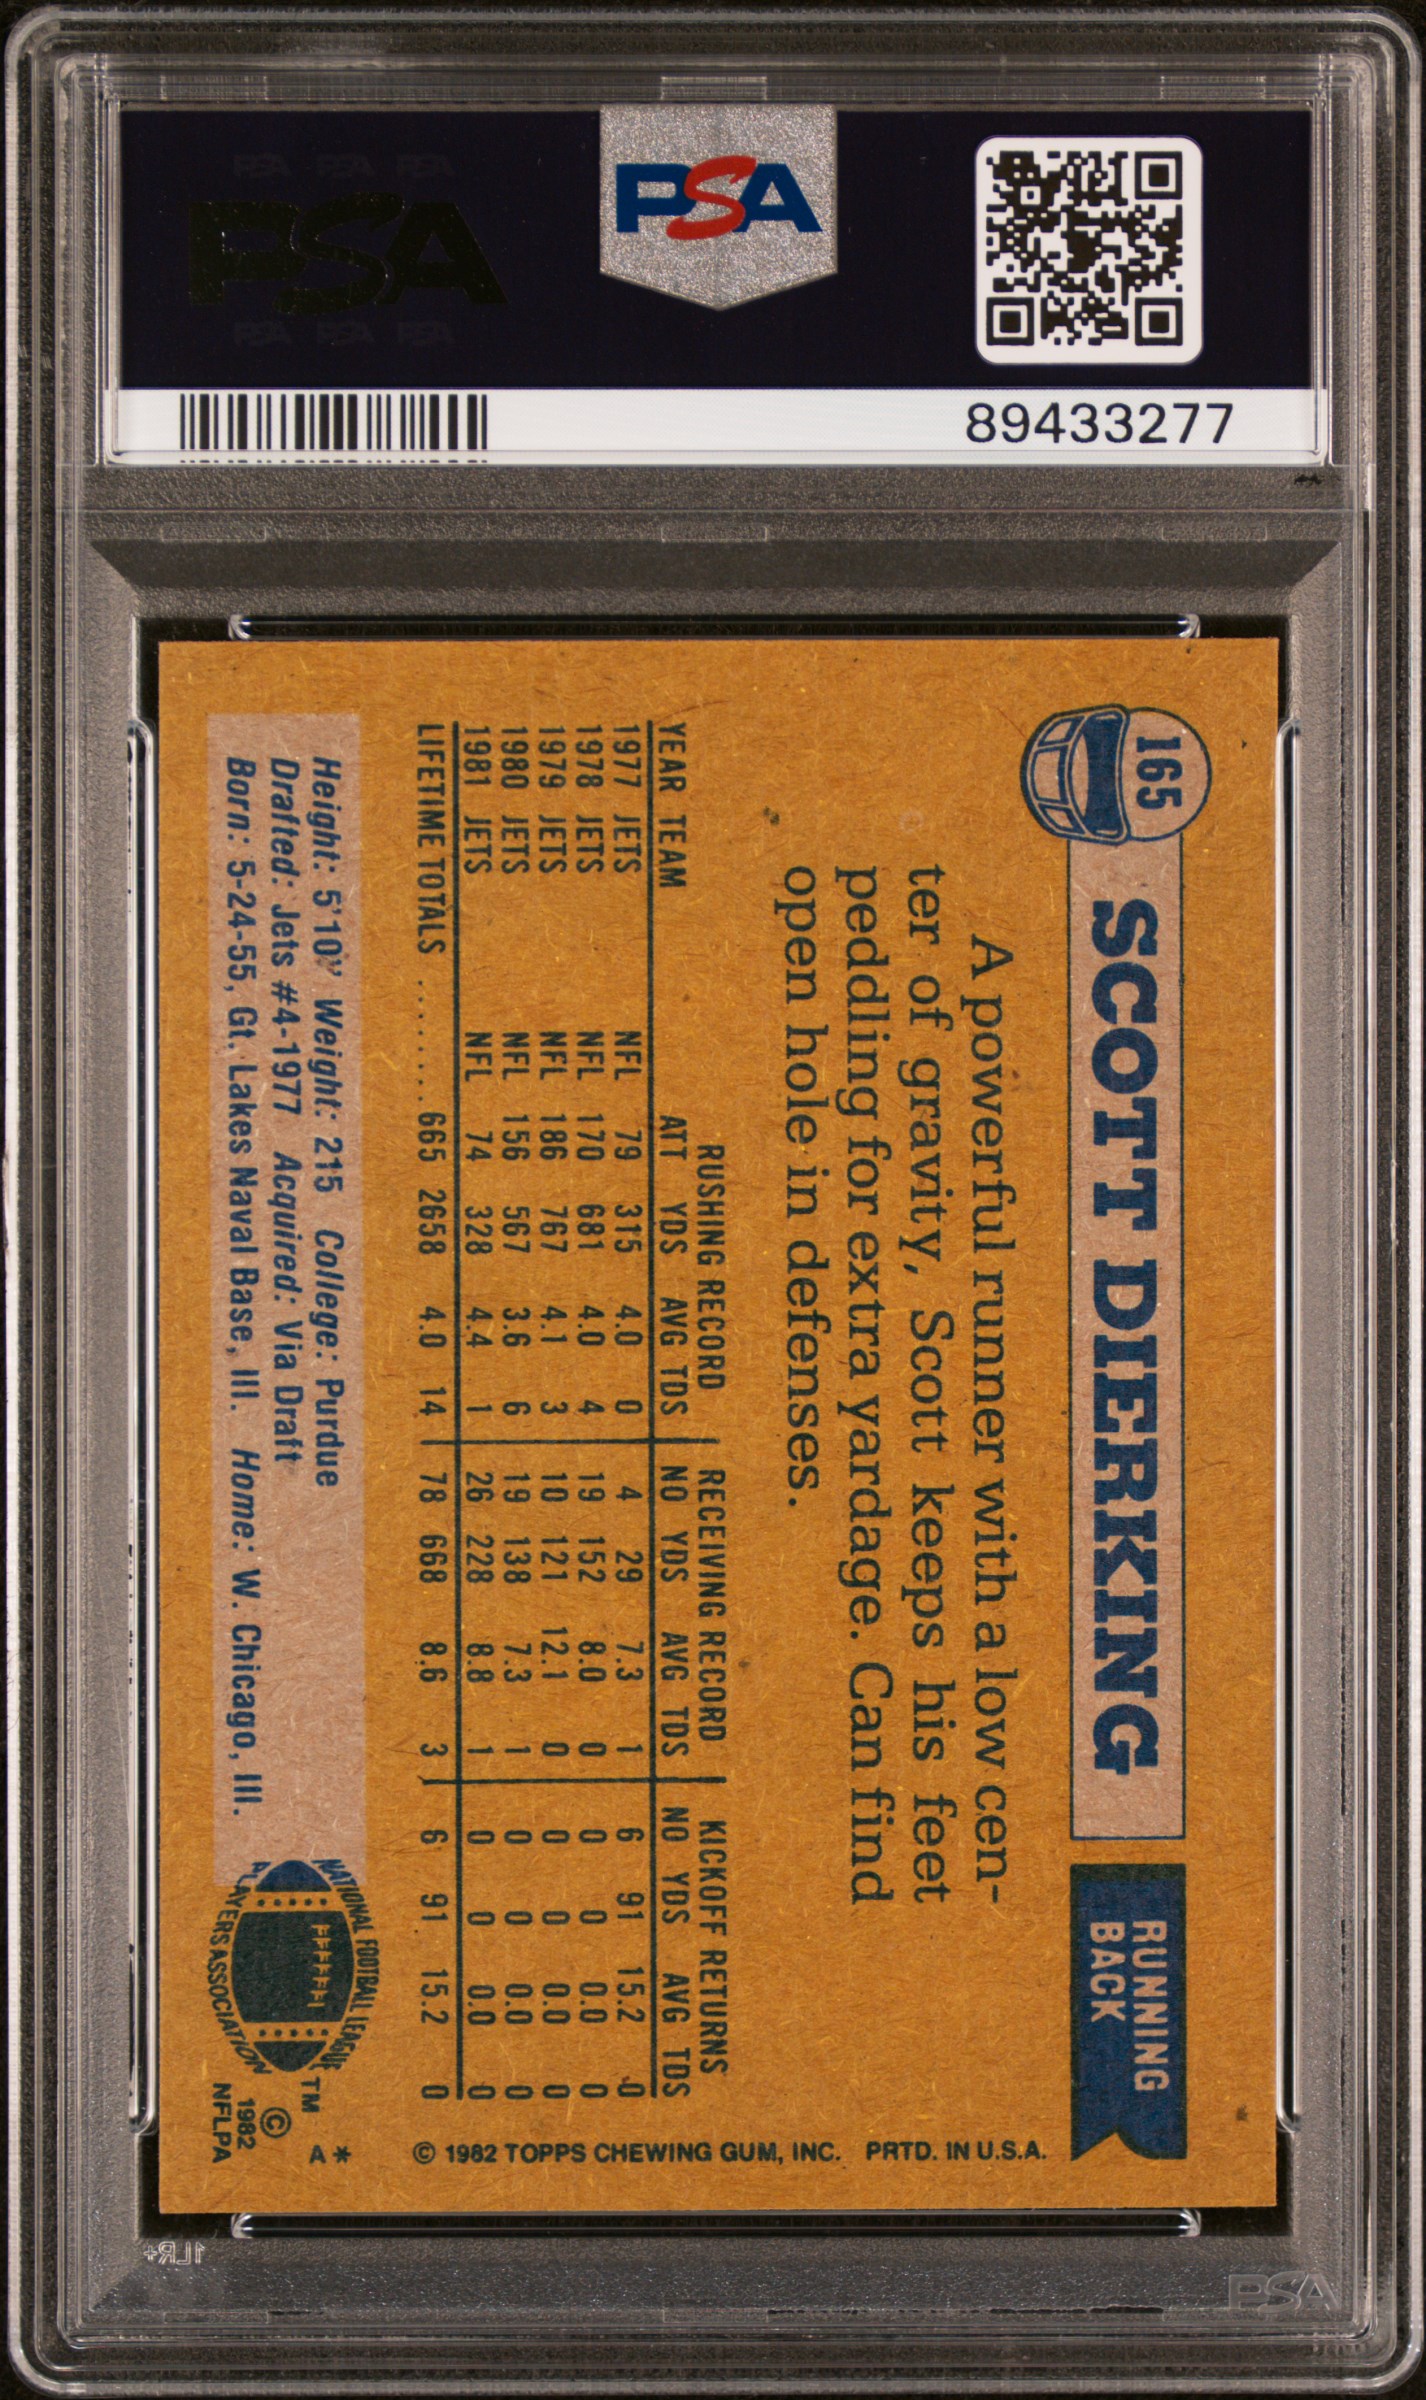 PSA PSA PSA
PSA
PSA PSA PSA
PSA
89433277
165
SCOTT DIERKING
RUNNING
BACK
A powerful runner with a low cen-
ter of gravity, Scott keeps his feet
peddling for extra yardage. Can find
open hole in defenses.
RUSHING RECORD RECEIVING RECORD KICKOFF RETURNS
YEAR TEAM ATT YDS AVG TDS NO YDS AVG TDS NO YDS AVG TDS
1977 JETS NFL 79 315 4.0 0 4 29 7.3 1 6 91 15.2 0
1978 JETS NFL 170 681 4.0 4 19 152 8.0 0 0 0 0.0 0
1979 JETS NFL 186 767 4.1 3 10 121 12.1 0 0 0 0.0 0
1980 JETS NFL 156 567 3.6 6 19 138 7.3 1 0 0 0.0 0
1981 JETS NFL 74 328 4.4 1 26 228 8.8 1 0 0 0.0 0
LIFETIME TOTALS ........ 665 2658 4.0 14 78 668 8.6 3 6 91 15.2 0
Height: 5'10" Weight: 215 College: Purdue
Drafted: Jets #4-1977 Acquired: Via Draft
Born: 5-24-55, Gt. Lakes Naval Base, Ill. Home: W. Chicago, Ill.
NATIONAL FOOTBALL LEAGUE
PLAYERS ASSOCIATION
TM
© 1982
NFLPA
A*
© 1982 TOPPS CHEWING GUM, INC. PRTD. IN U.S.A.
1LR+
PSA